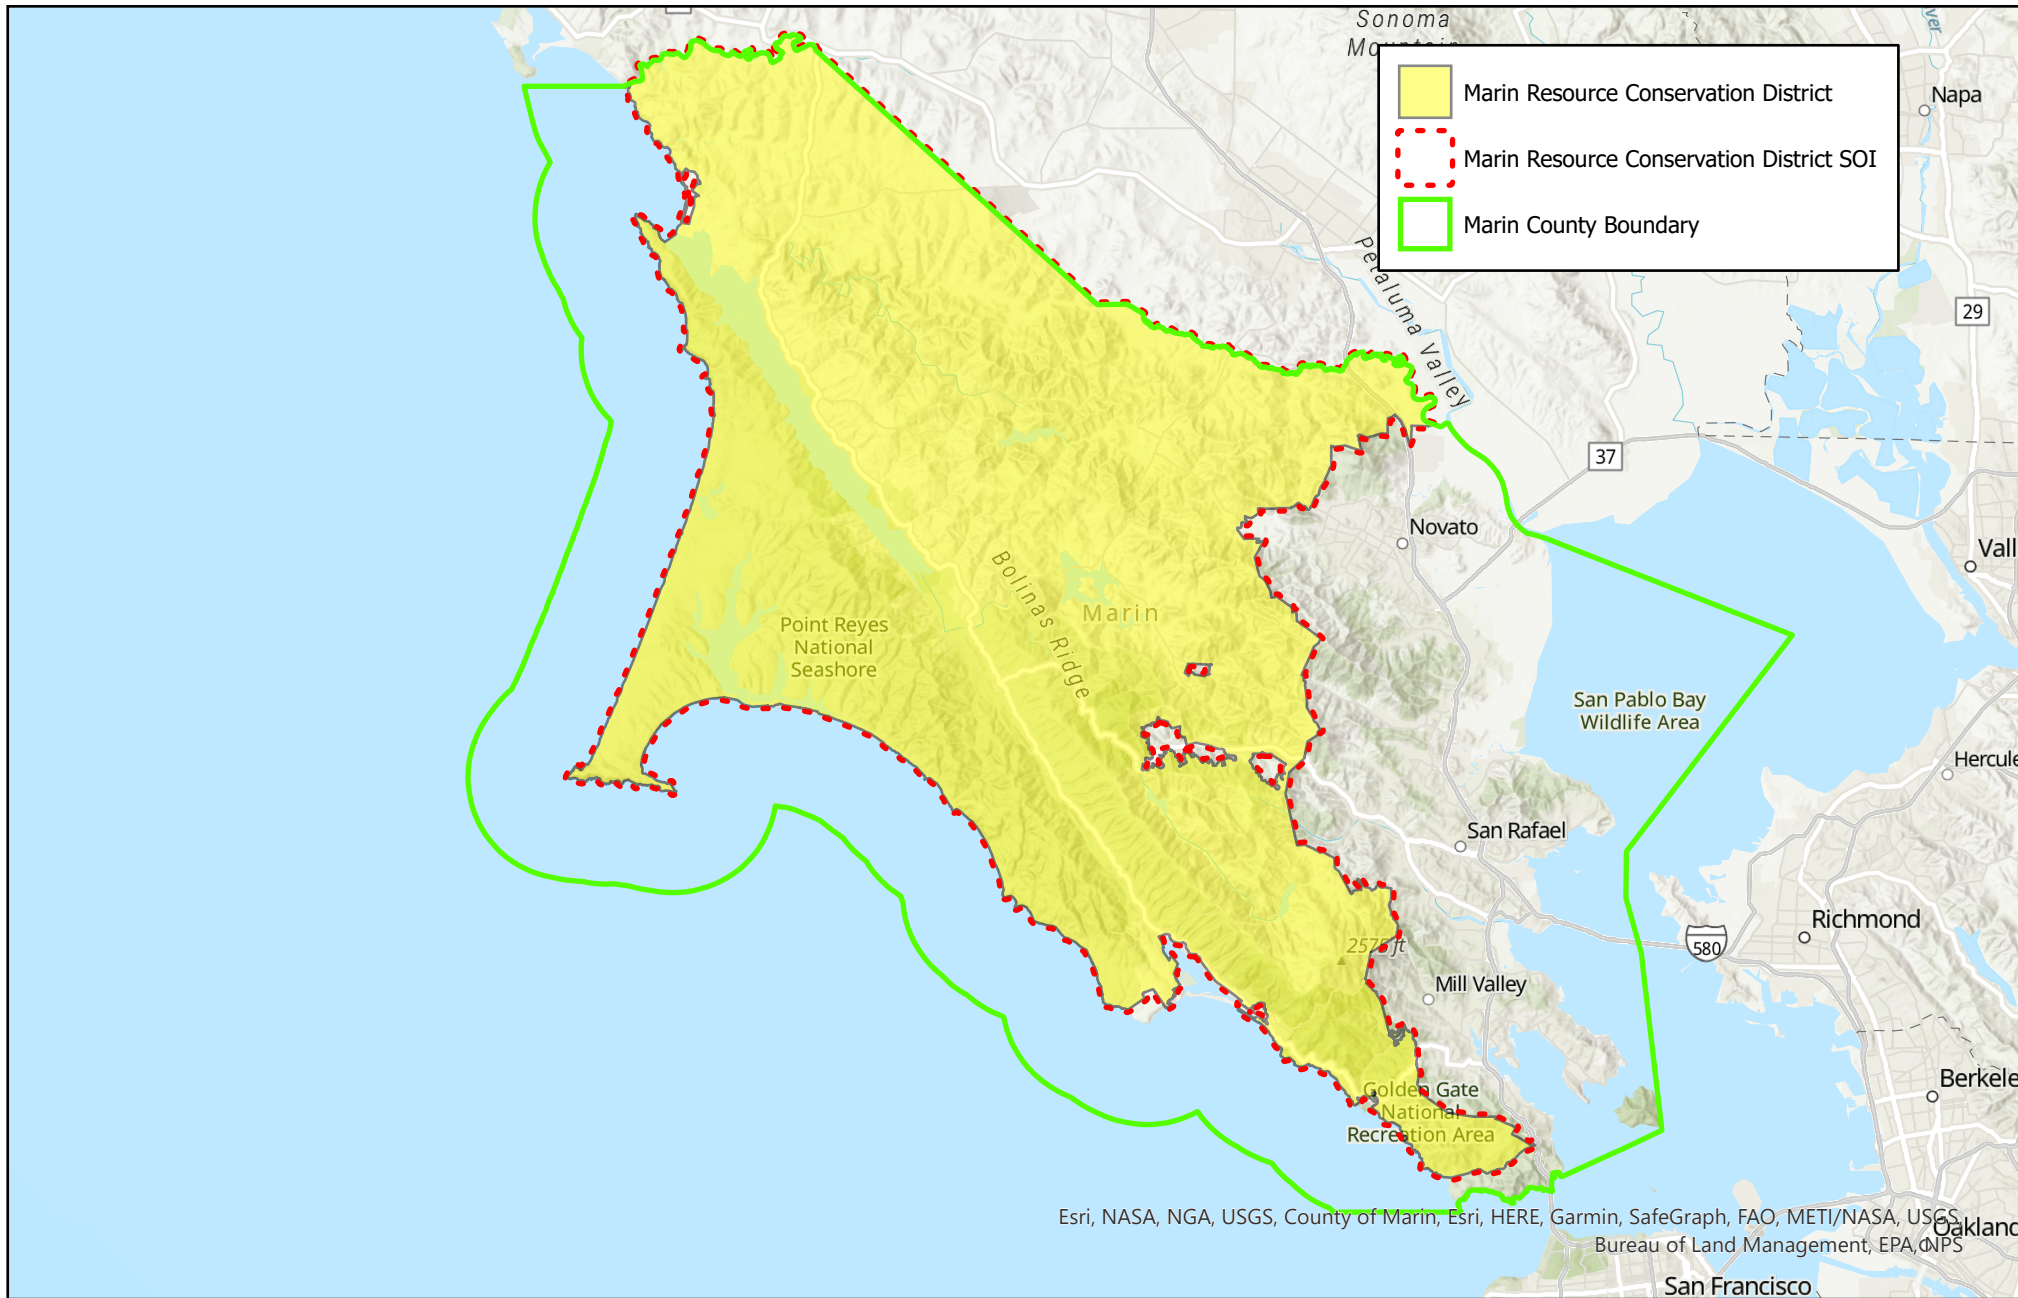 Sonoma
Mountain
Marin Resource Conservation District
Marin Resource Conservation District SOI
Marin County Boundary
Napa
29
Petaluma Valley
37
Novato
Bolinas Ridge
Marin
Point Reyes
National
Seashore
San Pablo Bay
Wildlife Area
Vall
Hercule
San Rafael
Richmond
580
2575 ft
Mill Valley
Golden Gate
National
Recreation Area
Berkele
Esri, NASA, NGA, USGS, County of Marin, Esri, HERE, Garmin, SafeGraph, FAO, METI/NASA, USGS,
Bureau of Land Management, EPA, NPS
Oakland
San Francisco